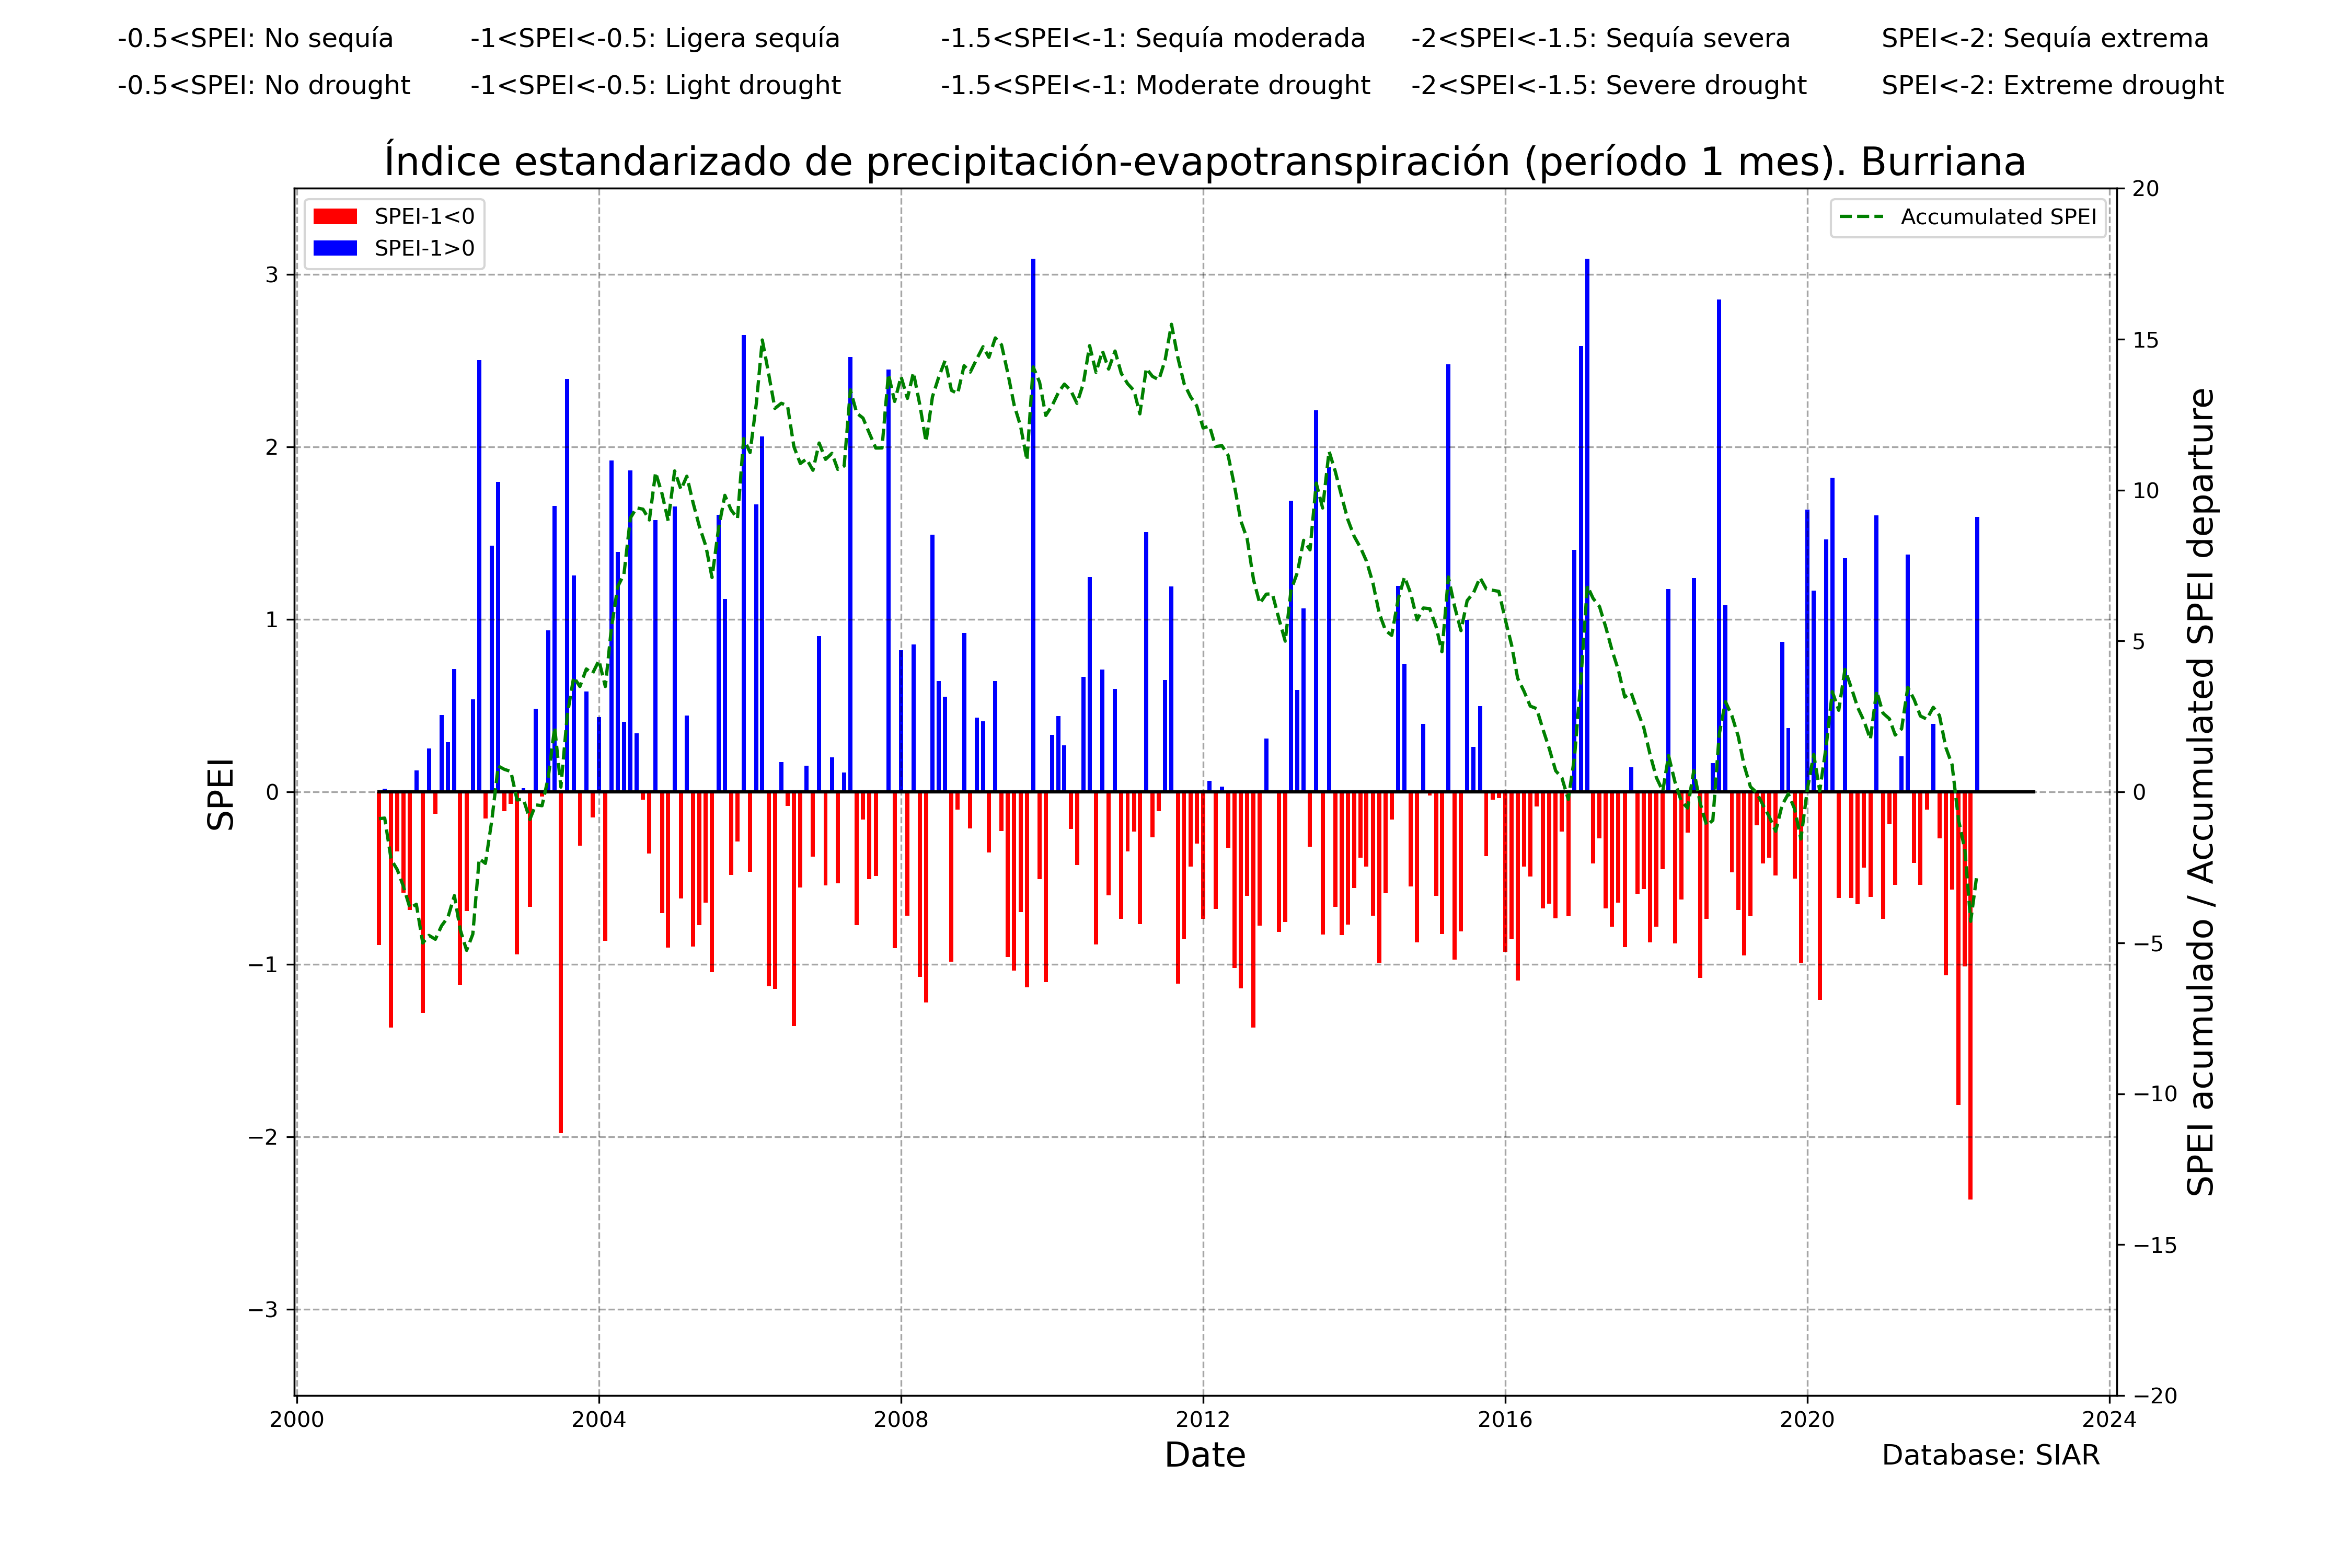 -0.5<SPEI: No sequía -1<SPEI<-0.5: Ligera sequía -1.5<SPEI<-1: Sequía moderada -2<SPEI<-1.5: Sequía severa SPEI<-2: Sequía extrema
-0.5<SPEI: No drought -1<SPEI<-0.5: Light drought -1.5<SPEI<-1: Moderate drought -2<SPEI<-1.5: Severe drought SPEI<-2: Extreme drought
Índice estandarizado de precipitación-evapotranspiración (período 1 mes). Burriana
SPEI-1<0
SPEI-1>0
Accumulated SPEI
SPEI
3
2
1
0
−1
−2
−3
20
15
10
5
0
−5
−10
−15
−20
SPEI acumulado / Accumulated SPEI departure
2000 2004 2008 2012 2016 2020 2024
Date
Database: SIAR